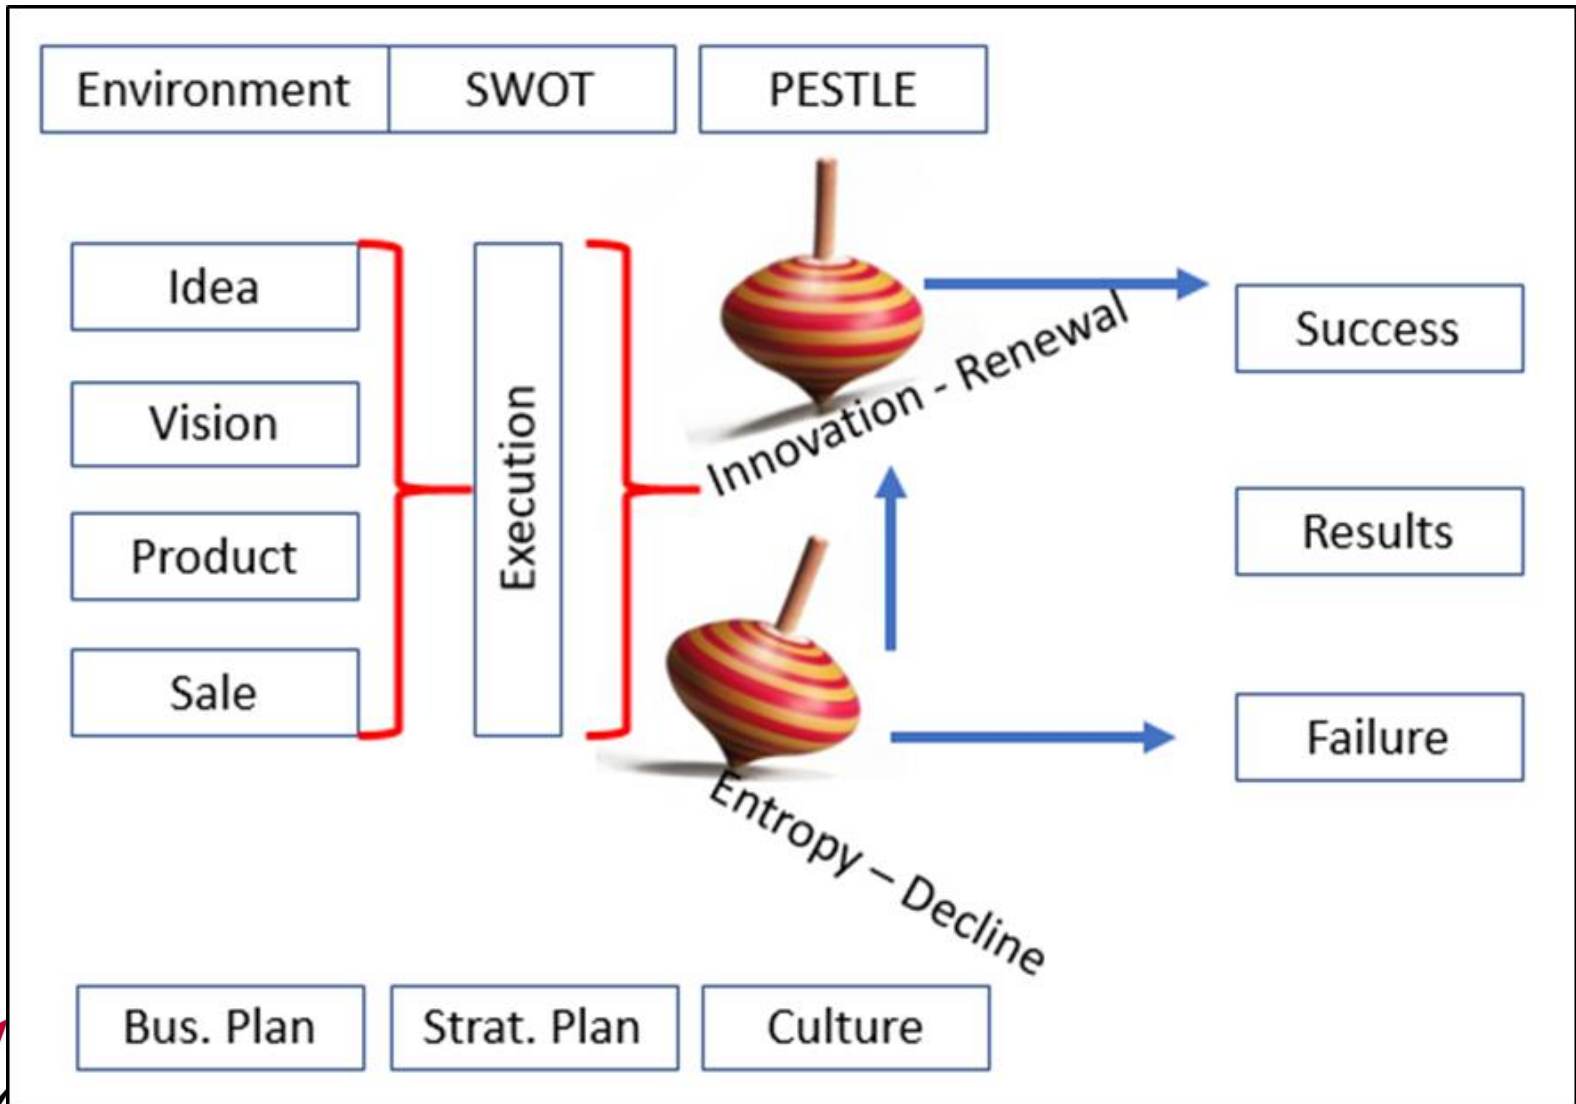 Environment
SWOT
PESTLE
Idea
Vision
Product
Sale
Execution
Innovation - Renewal
Entropy – Decline
Success
Results
Failure
Bus. Plan
Strat. Plan
Culture